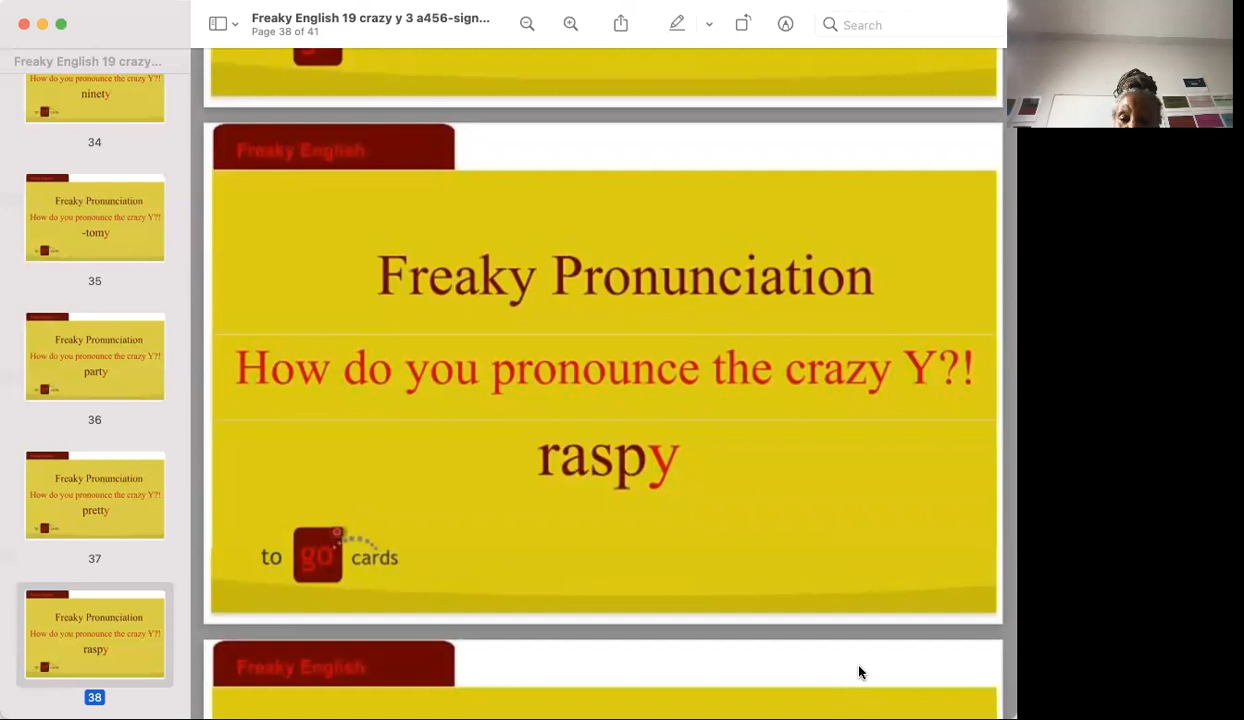 Freaky English 19 crazy y 3 a456-sign...
Page 38 of 41
Search
Freaky English 19 crazy...
How do you pronounce the crazy Y?!
ninety
34
Freaky Pronunciation
How do you pronounce the crazy Y?!
-tomy
35
Freaky Pronunciation
How do you pronounce the crazy Y?!
party
36
Freaky Pronunciation
How do you pronounce the crazy Y?!
pretty
37
Freaky Pronunciation
How do you pronounce the crazy Y?!
raspy
38
Freaky English
Freaky Pronunciation
How do you pronounce the crazy Y?!
raspy
to go cards
Freaky English